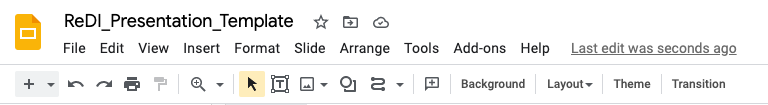 ReDI_Presentation_Template
File Edit View Insert Format Slide Arrange Tools Add-ons Help Last edit was seconds ago
Background Layout Theme Transition